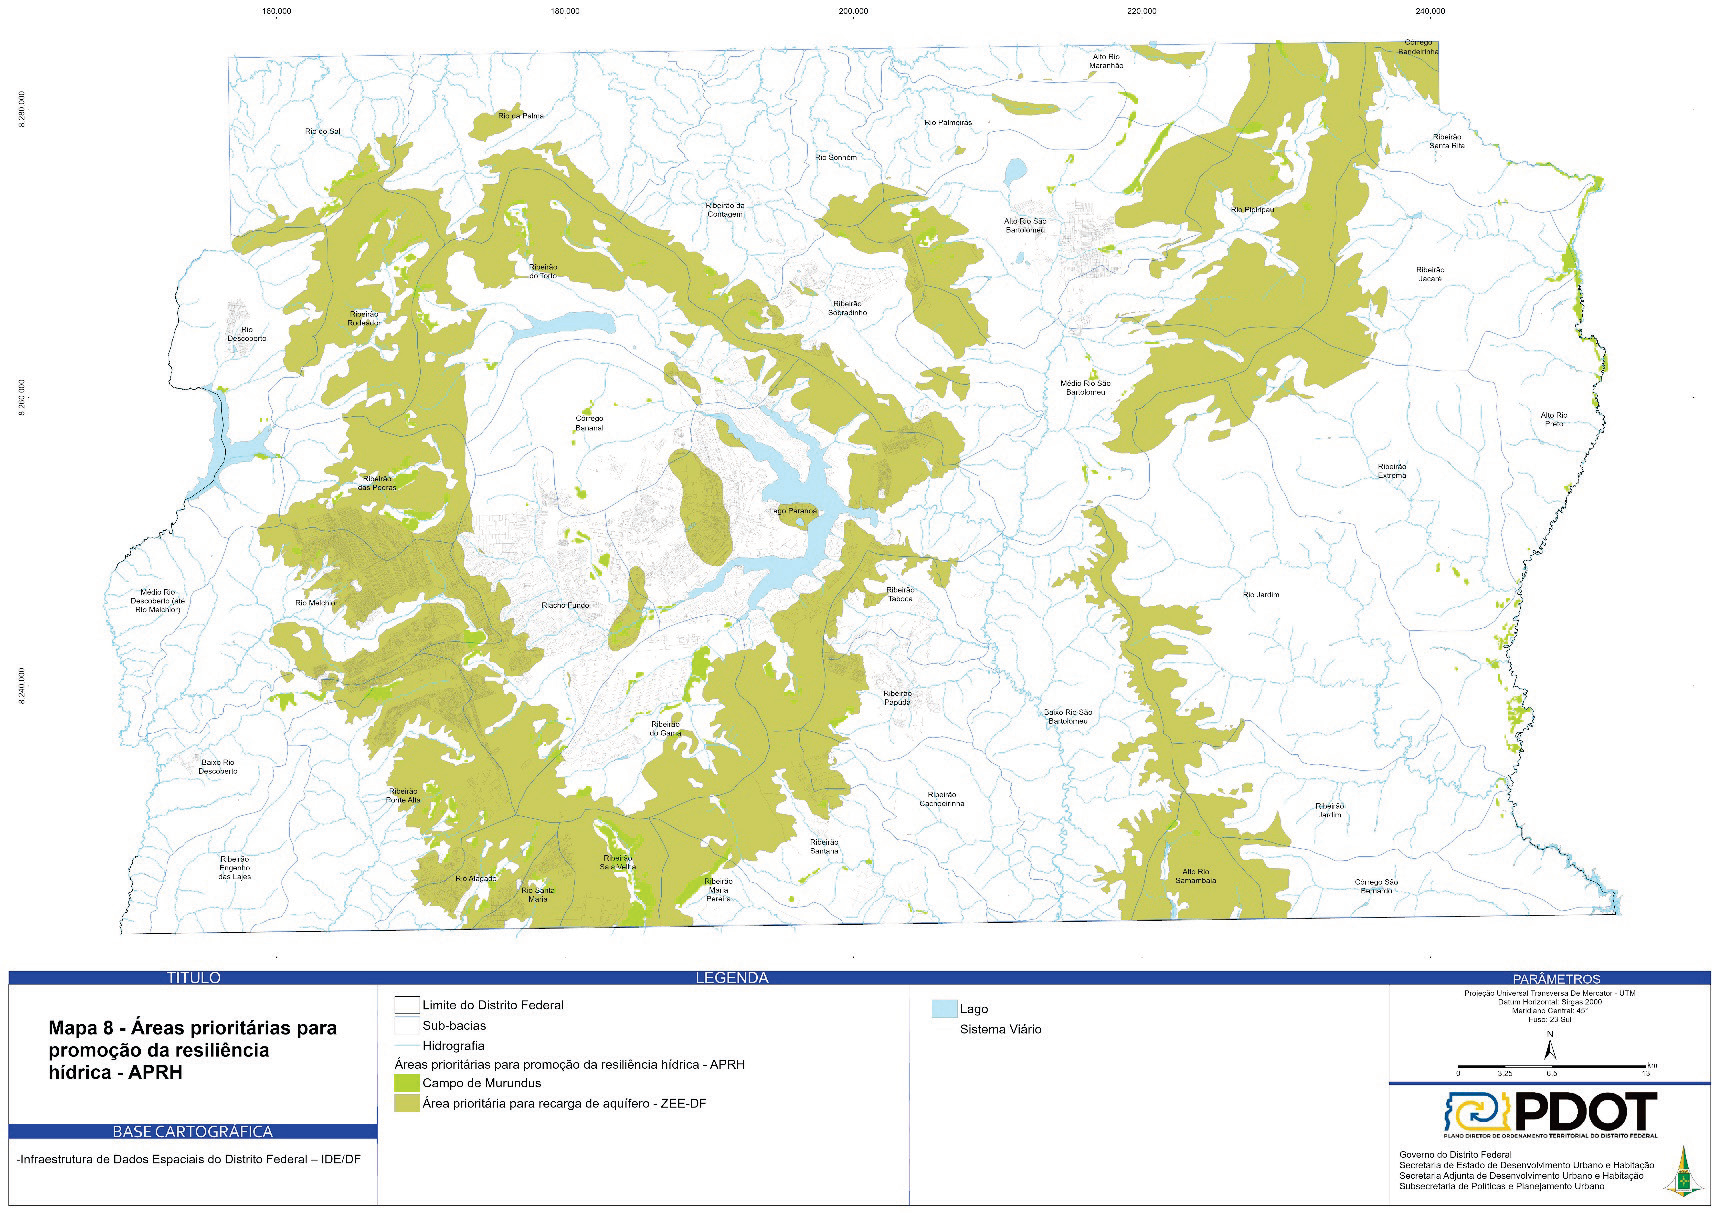 180.000
180.000
200.000
220.000
240.000
8.280.000
8.260.000
8.240.000
Córrego
Bandeirinha
Alto Rio
Maranhão
Rio da Palma
Rio do Sal
Rio Palmeiras
Ribeirão
Santa Rita
Rio Sonhém
Ribeirão da
Contagem
Rio Pipiripau
Alto Rio São
Bartolomeu
Ribeirão
do Torto
Ribeirão
Jacaré
Ribeirão
Rodeador
Ribeirão
Sobradinho
Rio
Descoberto
Médio Rio São
Bartolomeu
Córrego
Bananal
Alto Rio
Preto
Ribeirão
Extrema
Ribeirão
das Pedras
Lago Paranoá
Médio Rio
Descoberto (até
Rio Melchior)
Rio Melchior
Riacho Fundo
Ribeirão
Taboca
Rio Jardim
Ribeirão
Papuda
Baixo Rio São
Bartolomeu
Ribeirão
do Gama
Baixo Rio
Descoberto
Ribeirão
Ponte Alta
Ribeirão
Cachoeirinha
Ribeirão
Jardim
Ribeirão
Santana
Ribeirão
Engenho
das Lajes
Ribeirão
Saia Velha
Rio Alagado
Rio Santa
Maria
Ribeirão
Maria
Pereira
Alto Rio
Samambaia
Córrego São
Bernardo
TÍTULO
Mapa 8 - Áreas prioritárias para
promoção da resiliência
hídrica - APRH
BASE CARTOGRÁFICA
-Infraestrutura de Dados Espaciais do Distrito Federal – IDE/DF
LEGENDA
Limite do Distrito Federal
Sub-bacias
Hidrografia
Áreas prioritárias para promoção da resiliência hídrica - APRH
Campo de Murundus
Área prioritária para recarga de aquífero - ZEE-DF
Lago
Sistema Viário
PARÂMETROS
Projeção Universal Transversa De Mercator - UTM
Datum Horizontal: Sirgas 2000
Meridiano Central: 45°
Fuso: 23 Sul
N
0 3,25 6,5 13 km
PDOT
PLANO DIRETOR DE ORDENAMENTO TERRITORIAL DO DISTRITO FEDERAL
Governo do Distrito Federal
Secretaria de Estado de Desenvolvimento Urbano e Habitação
Secretaria Adjunta de Desenvolvimento Urbano e Habitação
Subsecretaria de Políticas e Planejamento Urbano